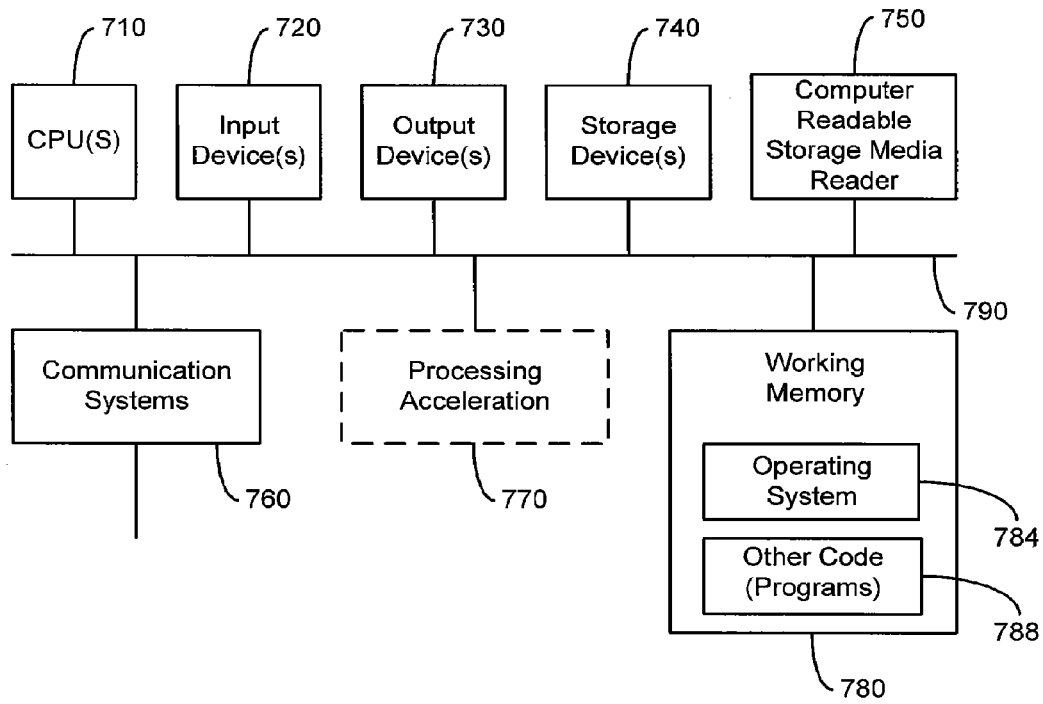 710
720
730
740
750
CPU(S)
Input
Device(s)
Output
Device(s)
Storage
Device(s)
Computer
Readable
Storage Media
Reader
790
Communication
Systems
760
Processing
Acceleration
770
Working
Memory
Operating
System
784
Other Code
(Programs)
788
780